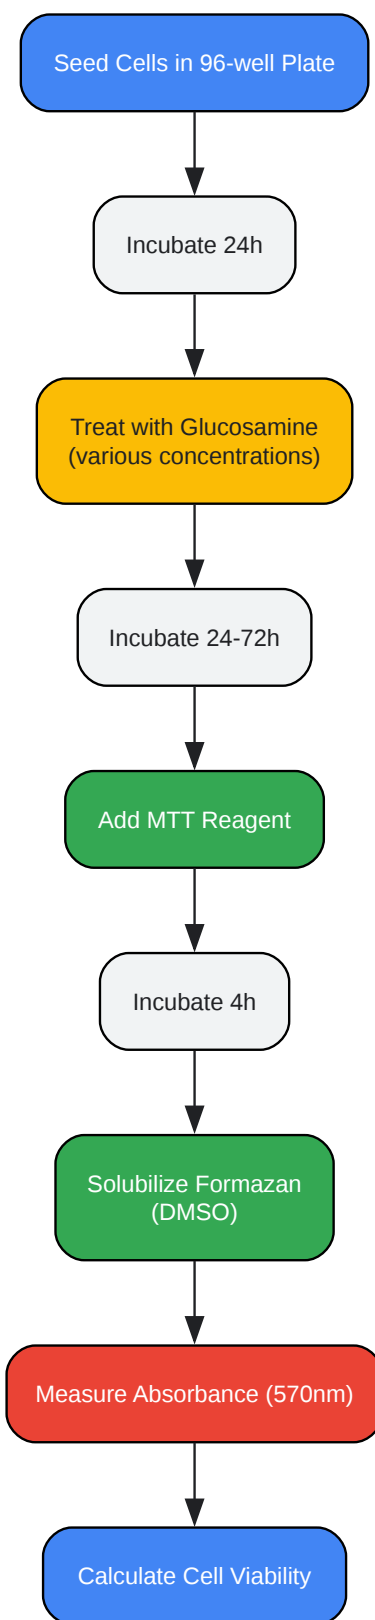 Seed Cells in 96-well Plate
Incubate 24h
Treat with Glucosamine
(various concentrations)
Incubate 24-72h
Add MTT Reagent
Incubate 4h
Solubilize Formazan
(DMSO)
Measure Absorbance (570nm)
Calculate Cell Viability